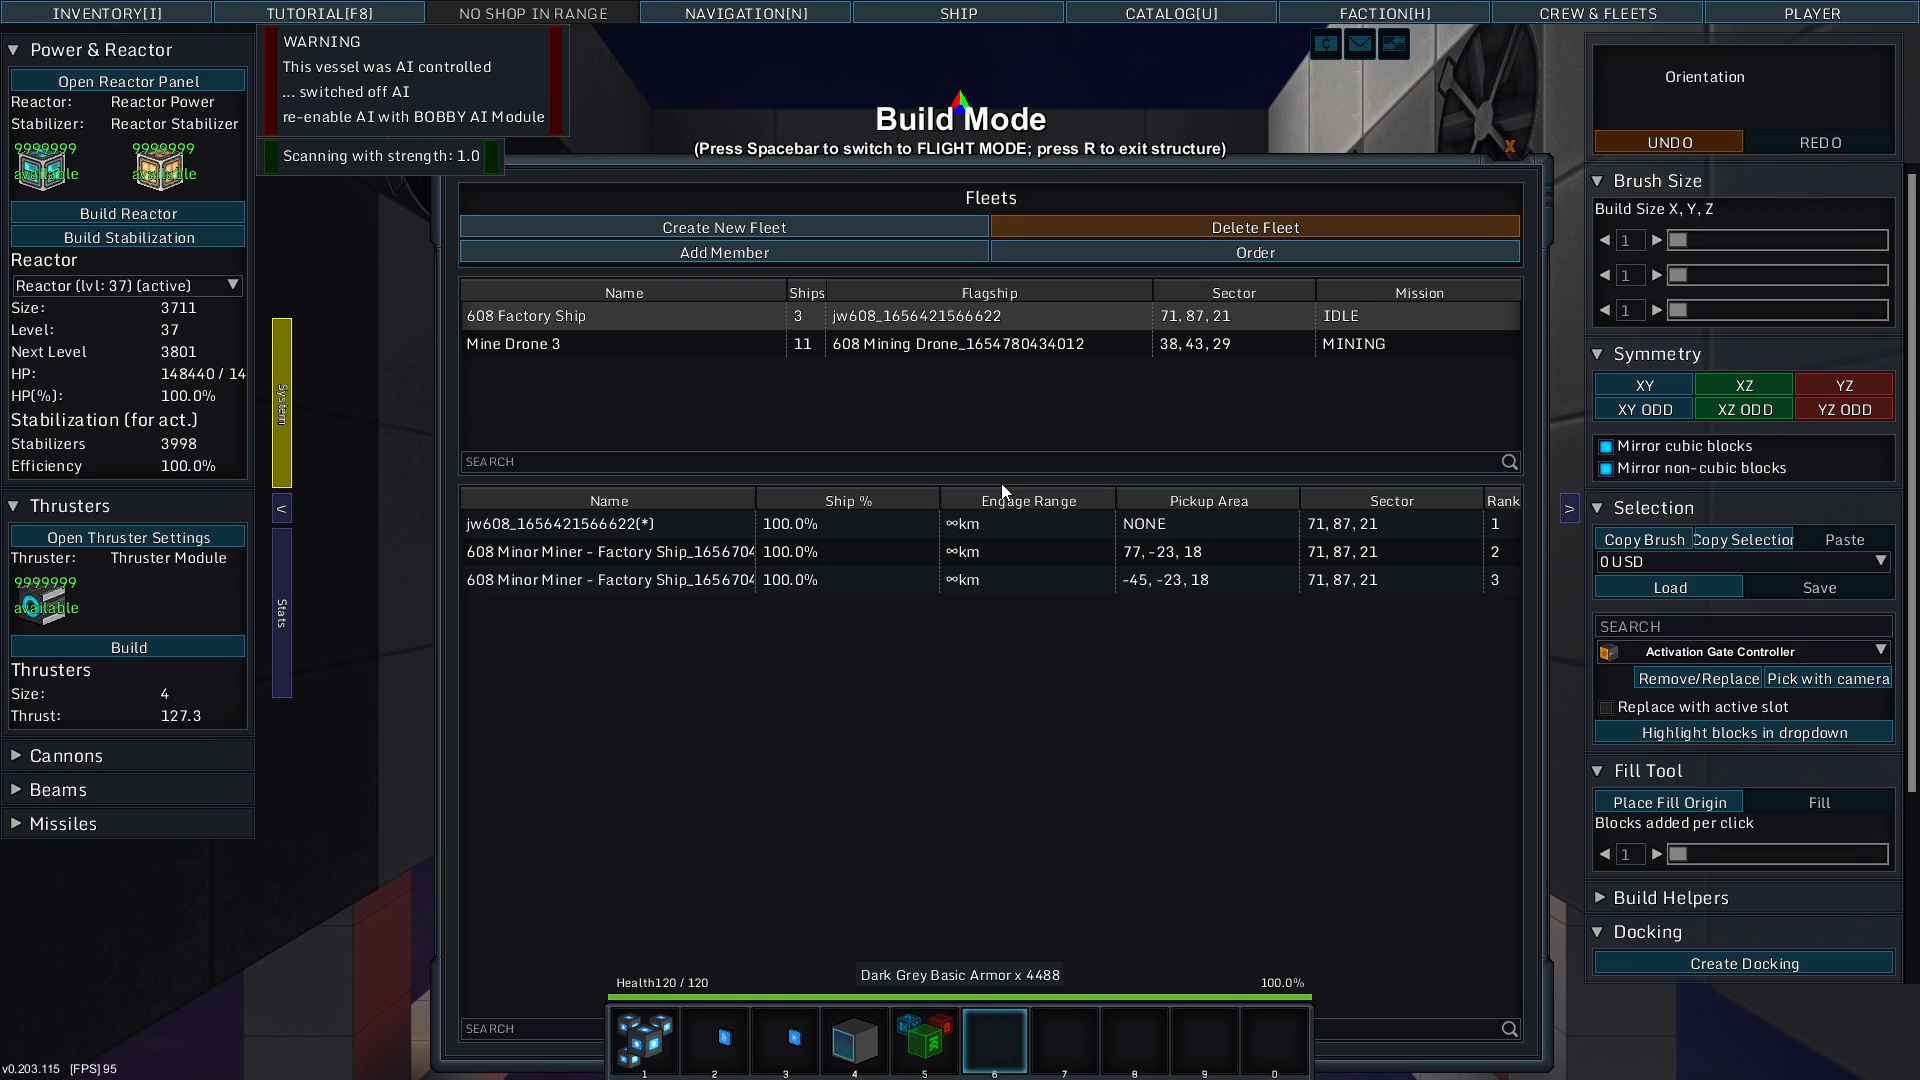 INVENTORY[I] TUTORIAL[F8] NO SHOP IN RANGE NAVIGATION[N] SHIP CATALOG[U] FACTION[H] CREW & FLEETS PLAYER
Power & Reactor
Open Reactor Panel
Reactor: Reactor Power
Stabilizer: Reactor Stabilizer
9999999 9999999
available available
Build Reactor
Build Stabilization
Reactor
Reactor (lvl: 37) (active)
Size: 3711
Level: 37
Next Level 3801
HP: 148440 / 14
HP(%): 100.0%
Stabilization (for act.)
Stabilizers 3998
Efficiency 100.0%
Thrusters
Open Thruster Settings
Thruster: Thruster Module
9999999
available
Build
Thrusters
Size: 4
Thrust: 127.3
Cannons
Beams
Missiles
WARNING
This vessel was AI controlled
... switched off AI
re-enable AI with BOBBY AI Module
Scanning with strength: 1.0
System
<
Stats
Build Mode
(Press Spacebar to switch to FLIGHT MODE; press R to exit structure)
X
Fleets
Create New Fleet Delete Fleet
Add Member Order
Name Ships Flagship Sector Mission
608 Factory Ship 3 jw608_1656421566622 71, 87, 21 IDLE
Mine Drone 3 11 608 Mining Drone_1654780434012 38, 43, 29 MINING
SEARCH
Name Ship % Engage Range Pickup Area Sector Rank
jw608_1656421566622(*) 100.0% ∞km NONE 71, 87, 21 1
608 Minor Miner - Factory Ship_1656704 100.0% ∞km 77, -23, 18 71, 87, 21 2
608 Minor Miner - Factory Ship_1656704 100.0% ∞km -45, -23, 18 71, 87, 21 3
Dark Grey Basic Armor x 4488
Health120 / 120 100.0%
SEARCH
1 2 3 4 5 6 7 8 9 0
>
Orientation
UNDO REDO
Brush Size
Build Size X, Y, Z
1
1
1
Symmetry
XY XZ YZ
XY ODD XZ ODD YZ ODD
Mirror cubic blocks
Mirror non-cubic blocks
Selection
Copy Brush Copy Selection Paste
0 USD
Load Save
SEARCH
Activation Gate Controller
Remove/Replace Pick with camera
Replace with active slot
Highlight blocks in dropdown
Fill Tool
Place Fill Origin Fill
Blocks added per click
1
Build Helpers
Docking
Create Docking
v0.203.115 [FPS] 95